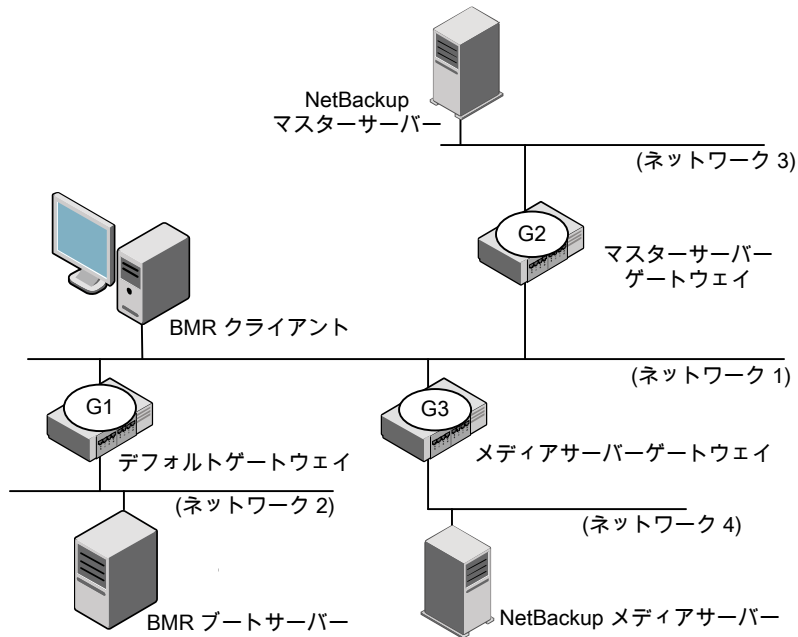 NetBackup
マスターサーバー
(ネットワーク 3)
G2
マスターサーバー
ゲートウェイ
BMR クライアント
(ネットワーク 1)
G1
G3
デフォルトゲートウェイ
メディアサーバーゲートウェイ
(ネットワーク 2)
(ネットワーク 4)
BMR ブートサーバー
NetBackup メディアサーバー